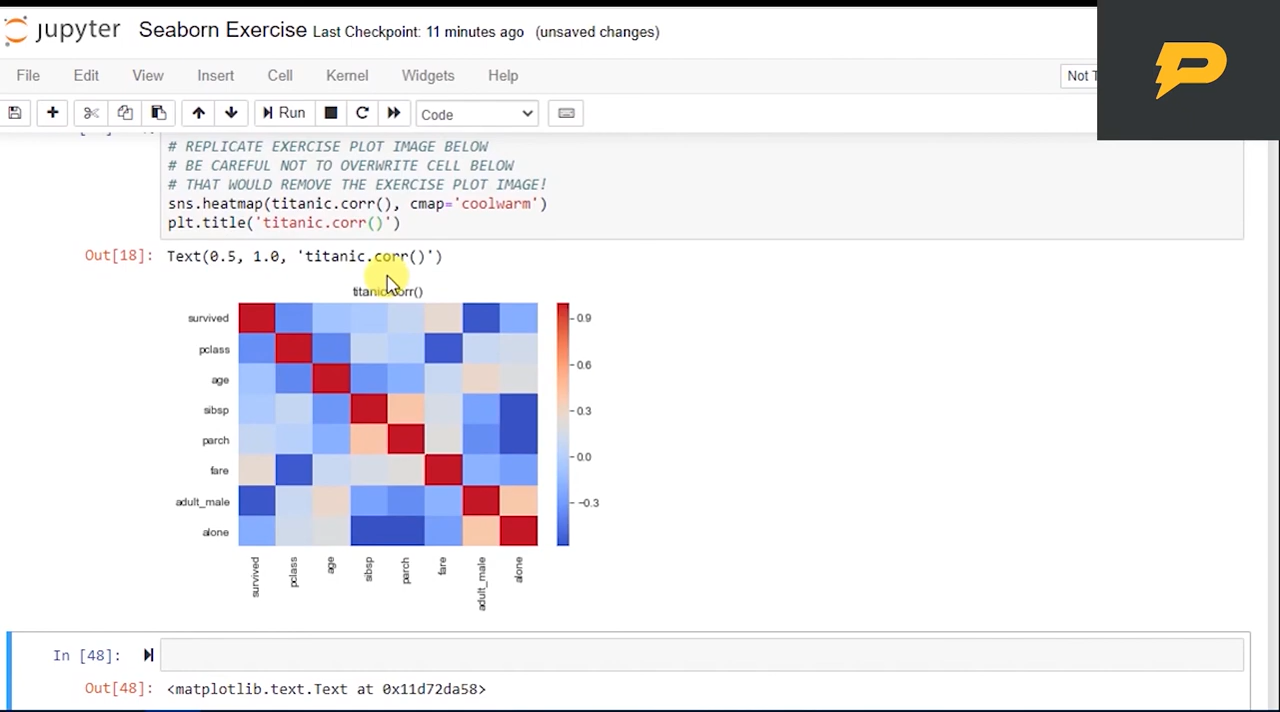 jupyter Seaborn Exercise Last Checkpoint: 11 minutes ago (unsaved changes)
File Edit View Insert Cell Kernel Widgets Help Not T
Run Code
# REPLICATE EXERCISE PLOT IMAGE BELOW
# BE CAREFUL NOT TO OVERWRITE CELL BELOW
# THAT WOULD REMOVE THE EXERCISE PLOT IMAGE!
sns.heatmap(titanic.corr(), cmap='coolwarm')
plt.title('titanic.corr()')
Out[18]: Text(0.5, 1.0, 'titanic.corr()')
titanic.corr()
survived
pclass
age
sibsp
parch
fare
adult_male
alone
0.9
0.6
0.3
0.0
−0.3
survived pclass age sibsp parch fare adult_male alone
In [48]:
Out[48]: <matplotlib.text.Text at 0x11d72da58>